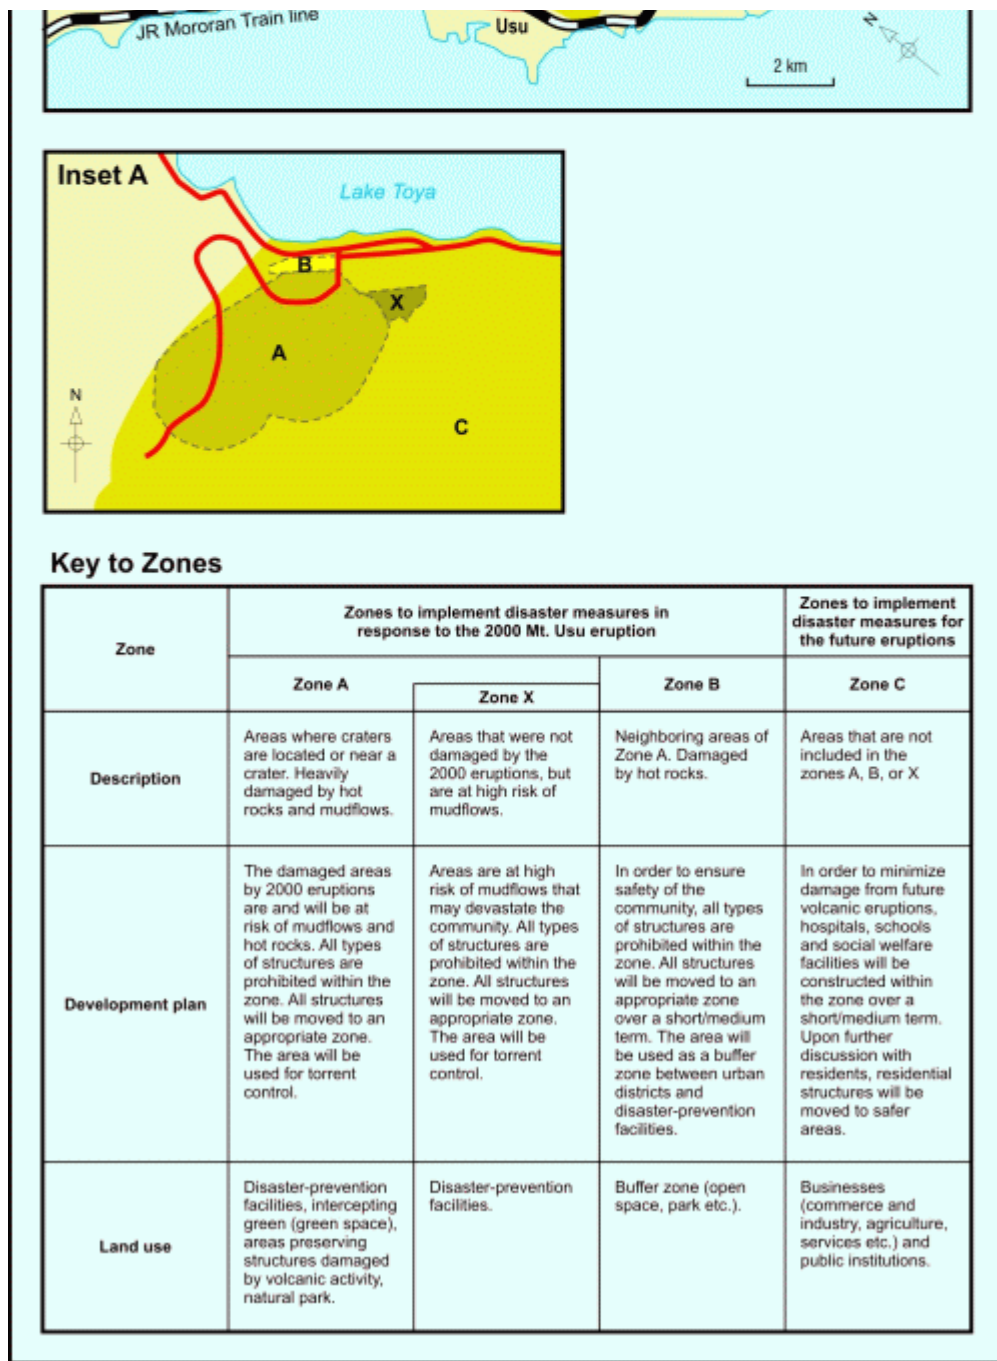 JR Mororan Train line
Usu
N
2 km
Inset A
Lake Toya
B
X
A
N
C
Key to Zones
Zone
Zones to implement disaster measures in
response to the 2000 Mt. Usu eruption
Zones to implement
disaster measures for
the future eruptions
Zone A
Zone X
Zone B
Zone C
Description
Areas where craters
are located or near a
crater. Heavily
damaged by hot
rocks and mudflows.
Areas that were not
damaged by the
2000 eruptions, but
are at high risk of
mudflows.
Neighboring areas of
Zone A. Damaged
by hot rocks.
Areas that are not
included in the
zones A, B, or X
Development plan
The damaged areas
by 2000 eruptions
are and will be at
risk of mudflows and
hot rocks. All types
of structures are
prohibited within the
zone. All structures
will be moved to an
appropriate zone.
The area will be
used for torrent
control.
Areas are at high
risk of mudflows that
may devastate the
community. All types
of structures are
prohibited within the
zone. All structures
will be moved to an
appropriate zone.
The area will be
used for torrent
control.
In order to ensure
safety of the
community, all types
of structures are
prohibited within the
zone. All structures
will be moved to an
appropriate zone
over a short/medium
term. The area will
be used as a buffer
zone between urban
districts and
disaster-prevention
facilities.
In order to minimize
damage from future
volcanic eruptions,
hospitals, schools
and social welfare
facilities will be
constructed within
the zone over a
short/medium term.
Upon further
discussion with
residents, residential
structures will be
moved to safer
areas.
Land use
Disaster-prevention
facilities, intercepting
green (green space),
areas preserving
structures damaged
by volcanic activity,
natural park.
Disaster-prevention
facilities.
Buffer zone (open
space, park etc.).
Businesses
(commerce and
industry, agriculture,
services etc.) and
public institutions.